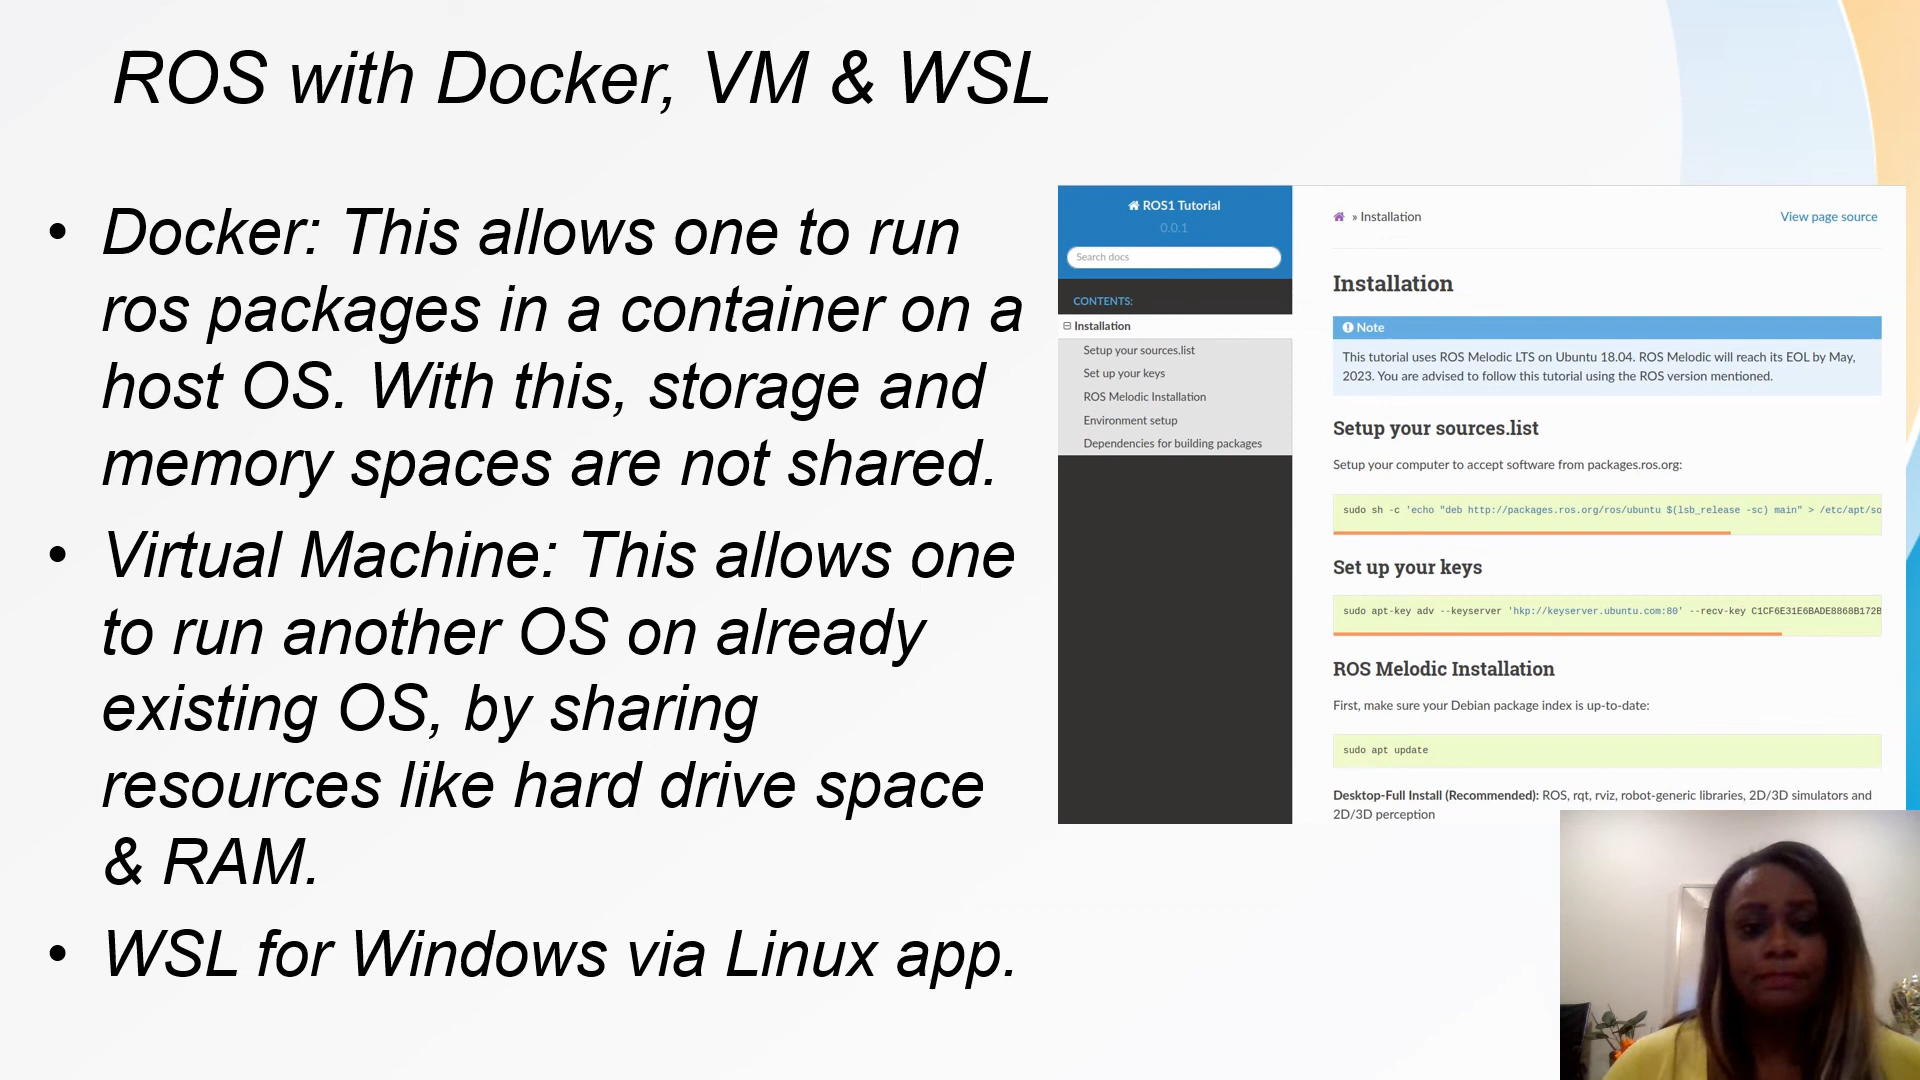 ROS with Docker, VM & WSL
• Docker: This allows one to run
ros packages in a container on a
host OS. With this, storage and
memory spaces are not shared.
• Virtual Machine: This allows one
to run another OS on already
existing OS, by sharing
resources like hard drive space
& RAM.
• WSL for Windows via Linux app.
ROS1 Tutorial
0.0.1
Search docs
CONTENTS:
Installation
Setup your sources.list
Set up your keys
ROS Melodic Installation
Environment setup
Dependencies for building packages
» Installation
View page source
Installation
Note
This tutorial uses ROS Melodic LTS on Ubuntu 18.04. ROS Melodic will reach its EOL by May,
2023. You are advised to follow this tutorial using the ROS version mentioned.
Setup your sources.list
Setup your computer to accept software from packages.ros.org:
sudo sh -c 'echo "deb http://packages.ros.org/ros/ubuntu $(lsb_release -sc) main" > /etc/apt/so
Set up your keys
sudo apt-key adv --keyserver 'hkp://keyserver.ubuntu.com:80' --recv-key C1CF6E31E6BADE8868B172B
ROS Melodic Installation
First, make sure your Debian package index is up-to-date:
sudo apt update
Desktop-Full Install (Recommended): ROS, rqt, rviz, robot-generic libraries, 2D/3D simulators and
2D/3D perception